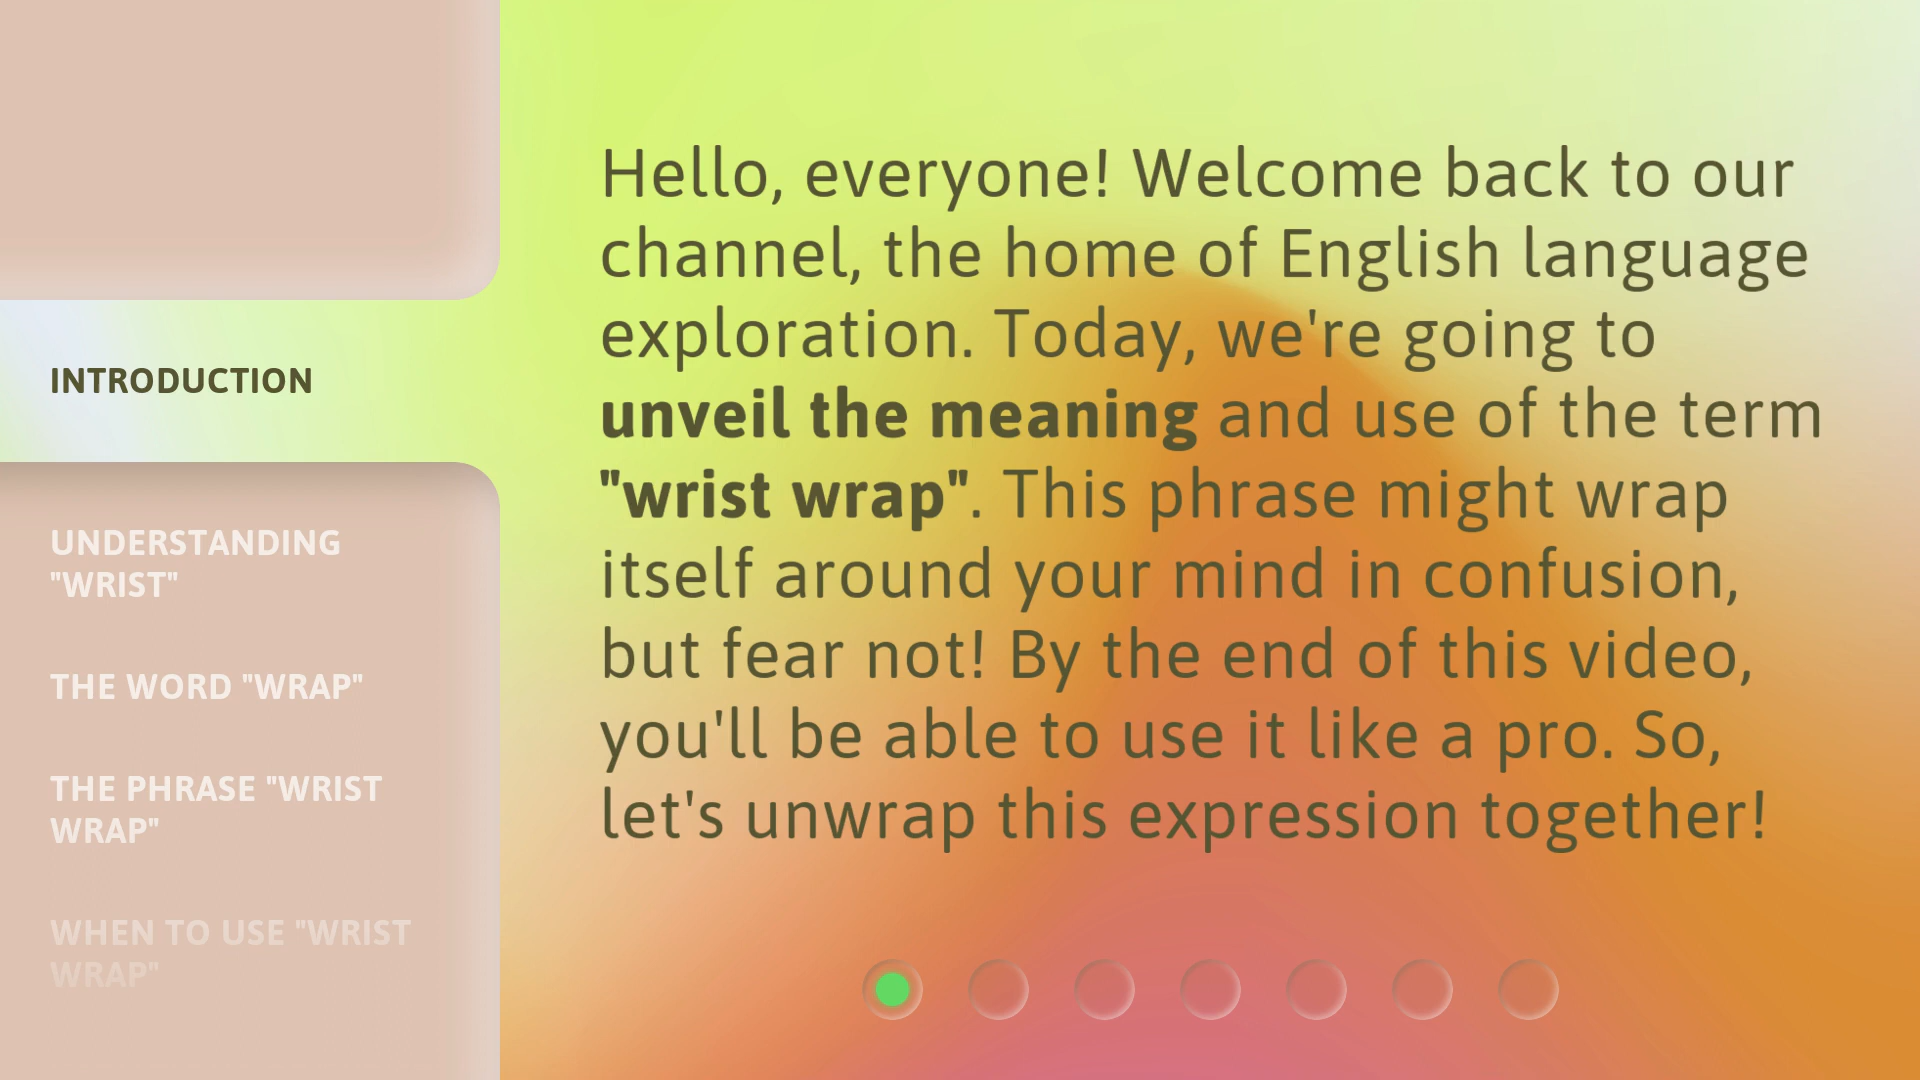 INTRODUCTION
UNDERSTANDING
"WRIST"
THE WORD "WRAP"
THE PHRASE "WRIST
WRAP"
WHEN TO USE "WRIST
WRAP"
Hello, everyone! Welcome back to our
channel, the home of English language
exploration. Today, we're going to
unveil the meaning and use of the term
"wrist wrap". This phrase might wrap
itself around your mind in confusion,
but fear not! By the end of this video,
you'll be able to use it like a pro. So,
let's unwrap this expression together!